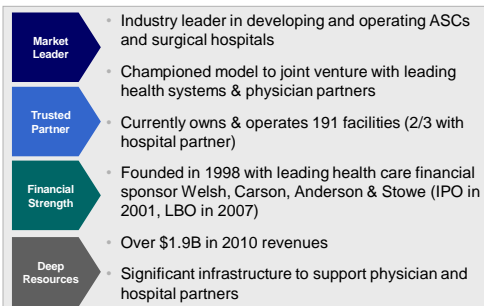 Market
Leader
• Industry leader in developing and operating ASCs
and surgical hospitals
• Championed model to joint venture with leading
health systems & physician partners
Trusted
Partner
• Currently owns & operates 191 facilities (2/3 with
hospital partner)
Financial
Strength
• Founded in 1998 with leading health care financial
sponsor Welsh, Carson, Anderson & Stowe (IPO in
2001, LBO in 2007)
• Over $1.9B in 2010 revenues
Deep
Resources
• Significant infrastructure to support physician and
hospital partners